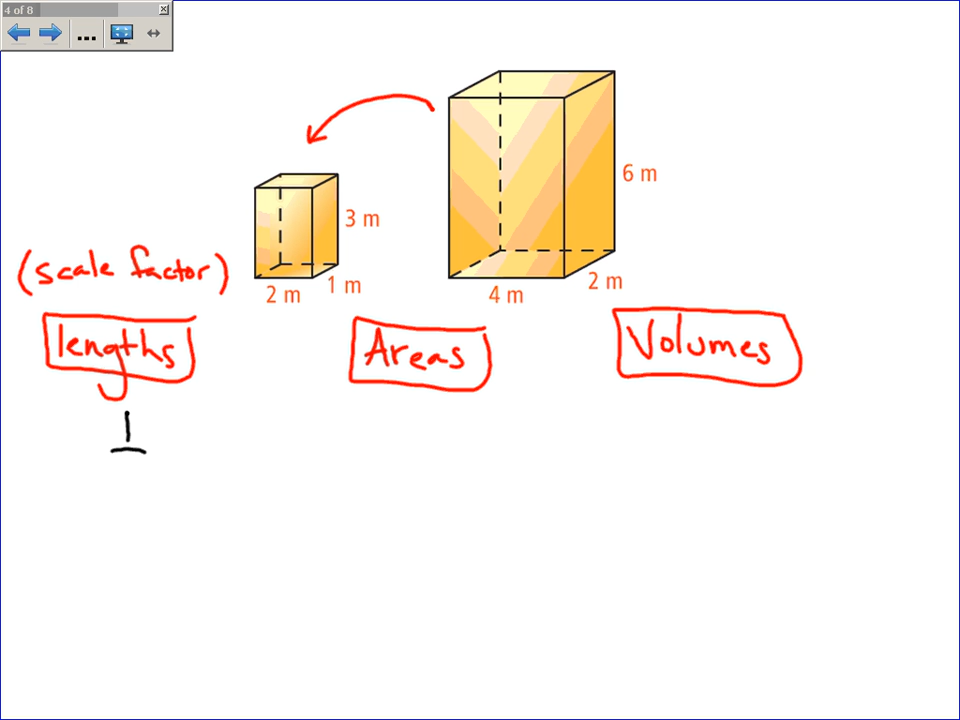 4 of 8
6 m
3 m
(scale factor)
2 m
1 m
4 m
2 m
lengths
Areas
Volumes
1